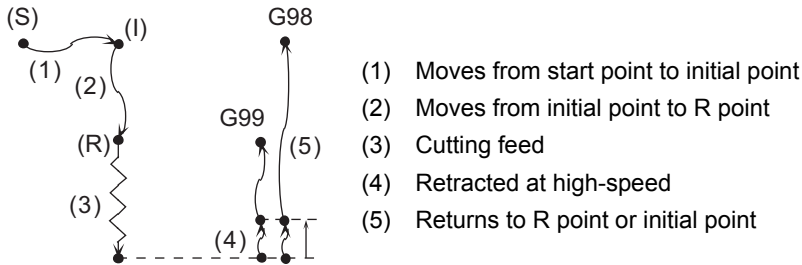 (S)
(I)
G98
(1)
(2)
G99
(R)
(5)
(3)
(4)
(1) Moves from start point to initial point
(2) Moves from initial point to R point
(3) Cutting feed
(4) Retracted at high-speed
(5) Returns to R point or initial point